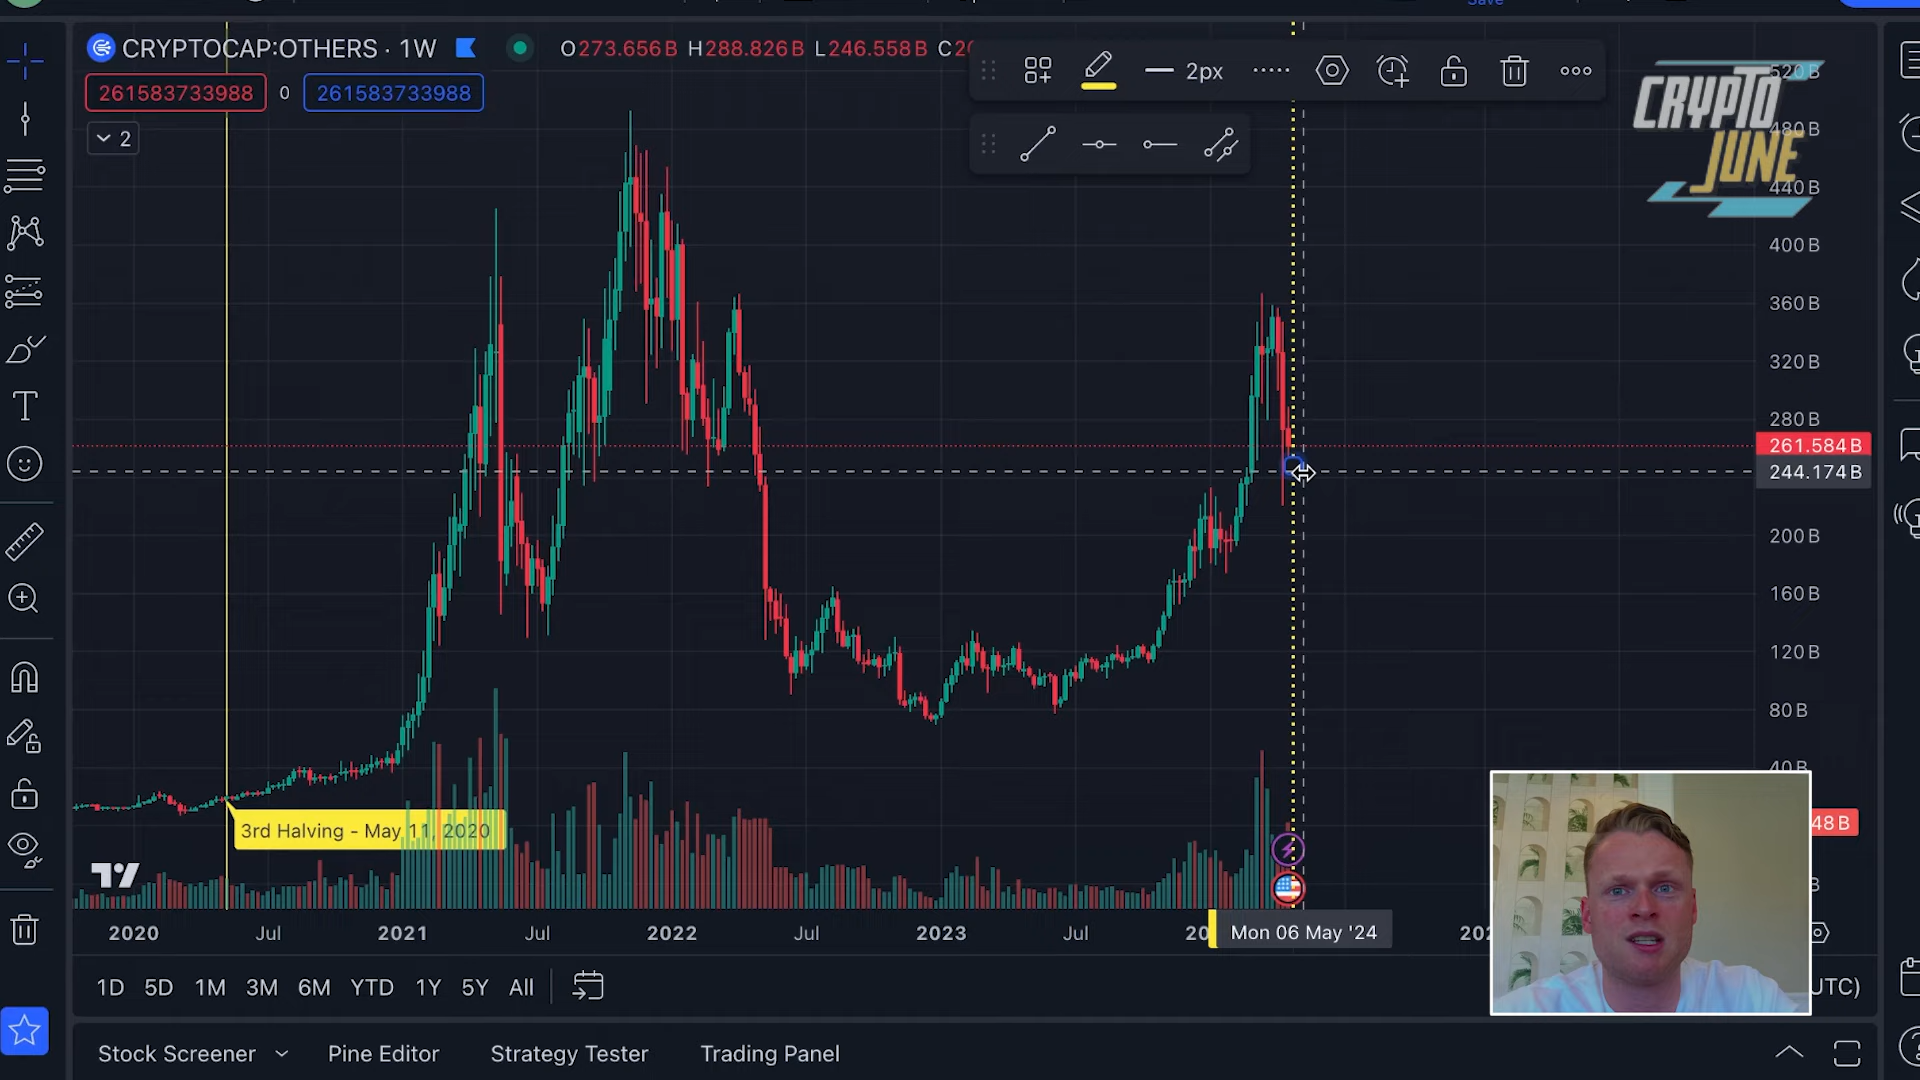 Save
CRYPTOCAP:OTHERS · 1W
O273.656B H288.826B L246.558B
261583733988 0 261583733988
2
2px
CRYPTO
JUNE
520B
480B
440B
400B
360B
320B
280B
261.584B
244.174B
200B
160B
120B
80B
40B
48B
3rd Halving - May 11, 2020
2020 Jul 2021 Jul 2022 Jul 2023 Jul Mon 06 May '24
1D 5D 1M 3M 6M YTD 1Y 5Y All
UTC)
Stock Screener Pine Editor Strategy Tester Trading Panel